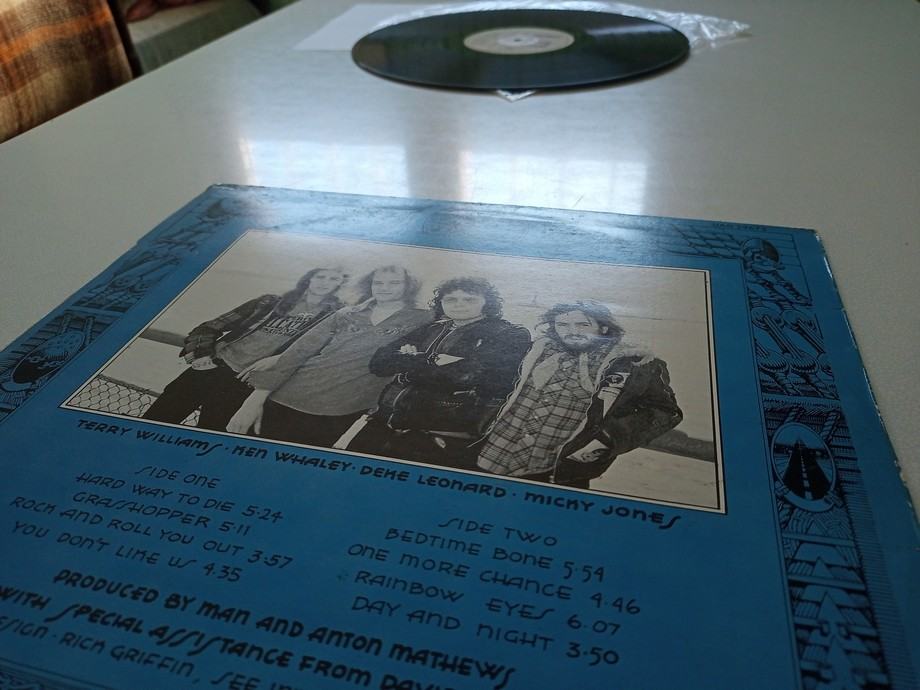 TERRY WILLIAMS · KEN WHALEY · DEKE LEONARD · MICKY JONES
SIDE ONE
HARD WAY TO DIE 5:24
GRASSHOPPER 5:11
ROCK AND ROLL YOU OUT 3:57
YOU DON'T LIKE US 4.35
SIDE TWO
BEDTIME BONE 5:54
ONE MORE CHANCE 4.46
RAINBOW EYES 6.07
DAY AND NIGHT 3:50
PRODUCED BY MAN AND ANTON MATHEWS
WITH SPECIAL ASSISTANCE FROM
RICK GRIFFIN, SEE